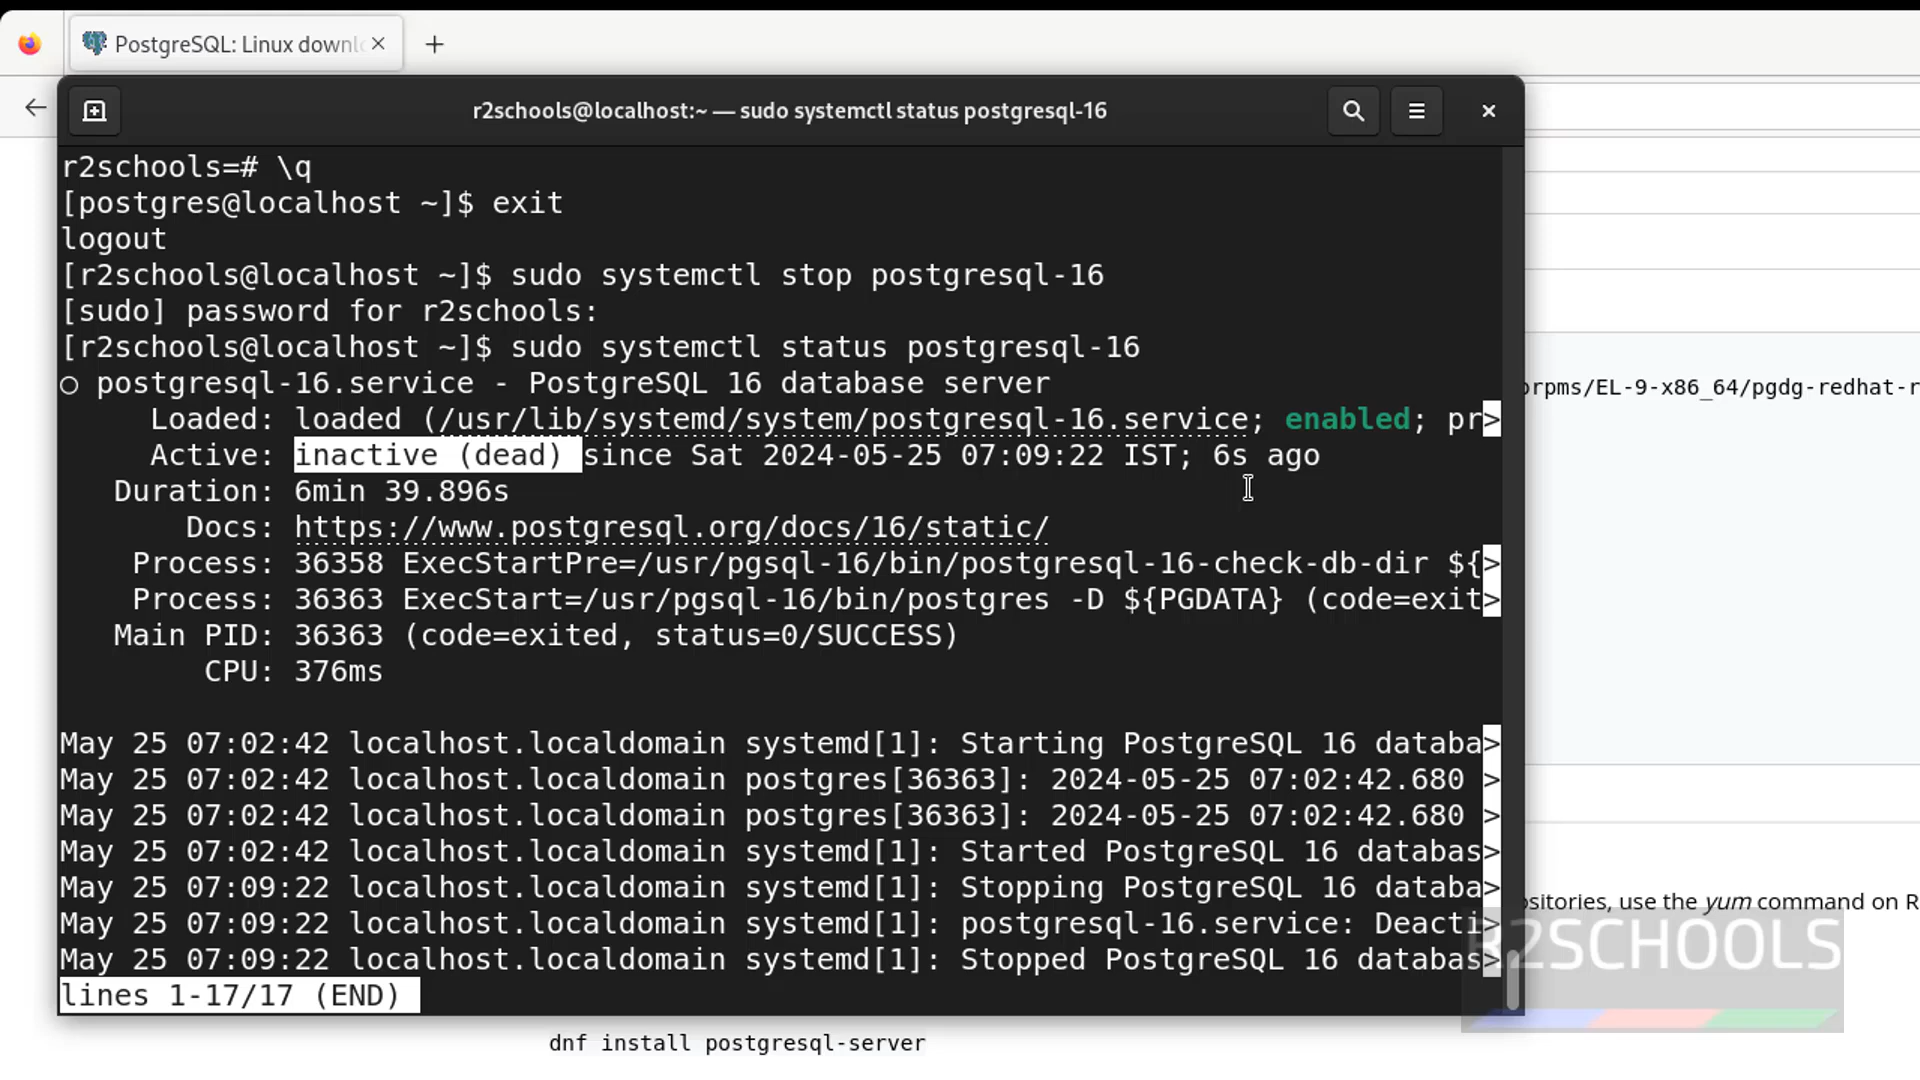 PostgreSQL: Linux downl
r2schools@localhost:~ — sudo systemctl status postgresql-16
r2schools=# \q
[postgres@localhost ~]$ exit
logout
[r2schools@localhost ~]$ sudo systemctl stop postgresql-16
[sudo] password for r2schools:
[r2schools@localhost ~]$ sudo systemctl status postgresql-16
○ postgresql-16.service - PostgreSQL 16 database server
Loaded: loaded (/usr/lib/systemd/system/postgresql-16.service; enabled; pr>
Active: inactive (dead) since Sat 2024-05-25 07:09:22 IST; 6s ago
Duration: 6min 39.896s
Docs: https://www.postgresql.org/docs/16/static/
Process: 36358 ExecStartPre=/usr/pgsql-16/bin/postgresql-16-check-db-dir ${>
Process: 36363 ExecStart=/usr/pgsql-16/bin/postgres -D ${PGDATA} (code=exit>
Main PID: 36363 (code=exited, status=0/SUCCESS)
CPU: 376ms
May 25 07:02:42 localhost.localdomain systemd[1]: Starting PostgreSQL 16 databa>
May 25 07:02:42 localhost.localdomain postgres[36363]: 2024-05-25 07:02:42.680 >
May 25 07:02:42 localhost.localdomain postgres[36363]: 2024-05-25 07:02:42.680 >
May 25 07:02:42 localhost.localdomain systemd[1]: Started PostgreSQL 16 databas>
May 25 07:09:22 localhost.localdomain systemd[1]: Stopping PostgreSQL 16 databa>
May 25 07:09:22 localhost.localdomain systemd[1]: postgresql-16.service: Deacti>
May 25 07:09:22 localhost.localdomain systemd[1]: Stopped PostgreSQL 16 databas>
lines 1-17/17 (END)
orpms/EL-9-x86_64/pgdg-redhat-r
ositories, use the yum command on R
R2SCHOOLS
dnf install postgresql-server